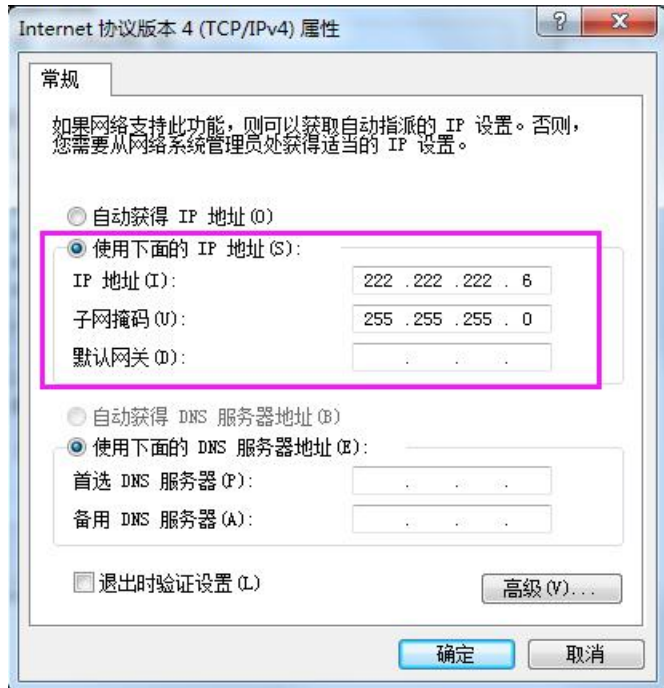 Internet 协议版本 4 (TCP/IPv4) 属性
常规
如果网络支持此功能,则可以获取自动指派的 IP 设置。否则,
您需要从网络系统管理员处获得适当的 IP 设置。
自动获得 IP 地址(O)
使用下面的 IP 地址(S):
IP 地址(I): 222 .222 .222 . 6
子网掩码(U): 255 .255 .255 . 0
默认网关(D): . . .
自动获得 DNS 服务器地址(B)
使用下面的 DNS 服务器地址(E):
首选 DNS 服务器(P): . . .
备用 DNS 服务器(A): . . .
退出时验证设置(L)
高级(V)...
确定 取消